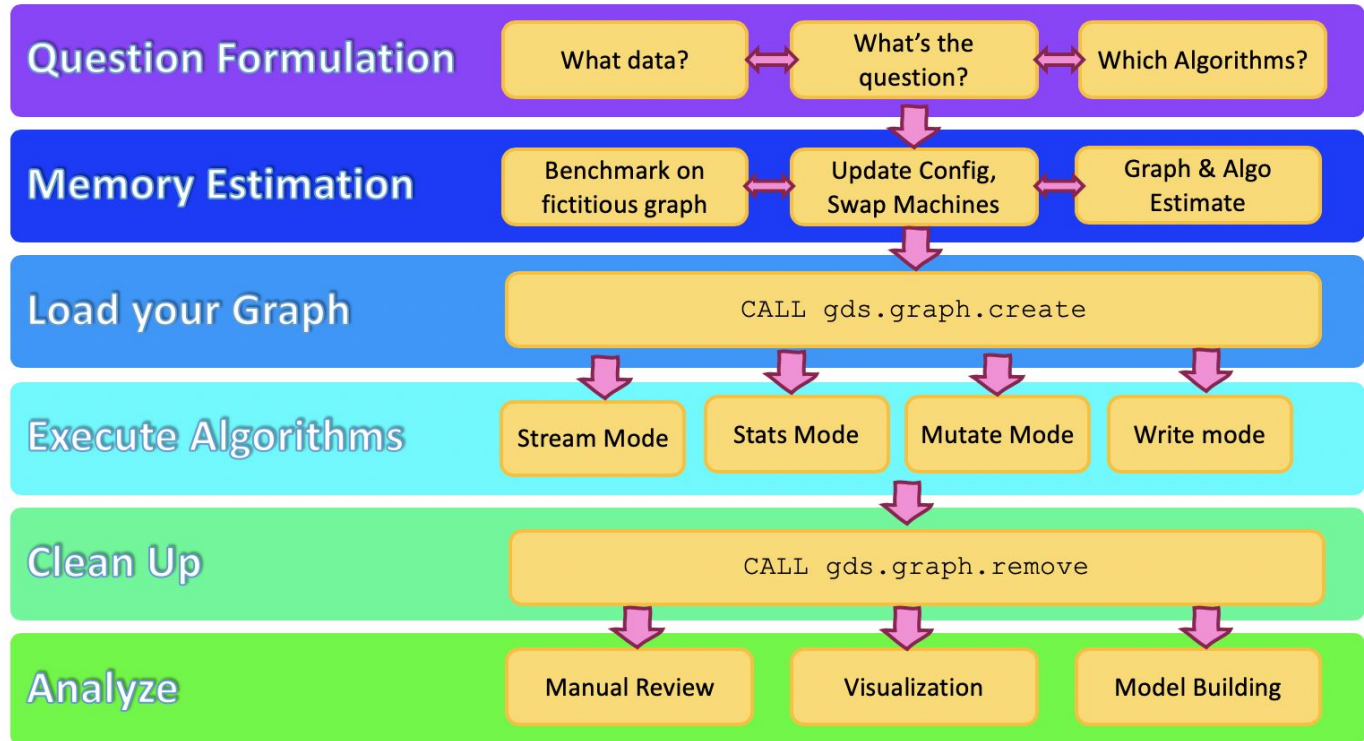 Question Formulation
What data?
What's the
question?
Which Algorithms?
Memory Estimation
Benchmark on
fictitious graph
Update Config,
Swap Machines
Graph & Algo
Estimate
Load your Graph
CALL gds.graph.create
Execute Algorithms
Stream Mode
Stats Mode
Mutate Mode
Write mode
Clean Up
CALL gds.graph.remove
Analyze
Manual Review
Visualization
Model Building